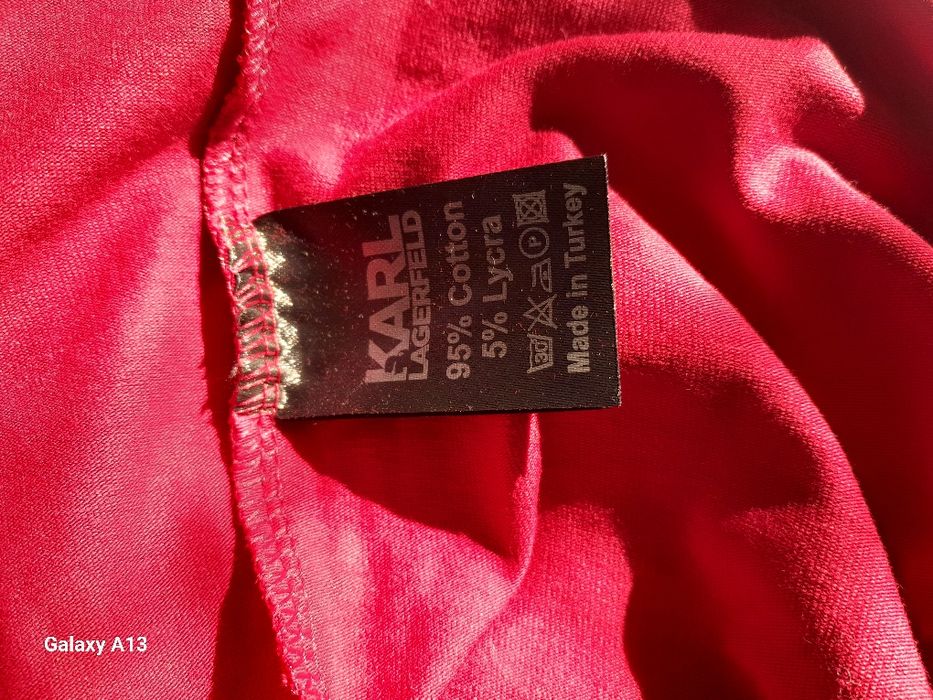 KARL
LAGERFELD
95% Cotton
5% Lycra
P
Made in Turkey
Galaxy A13